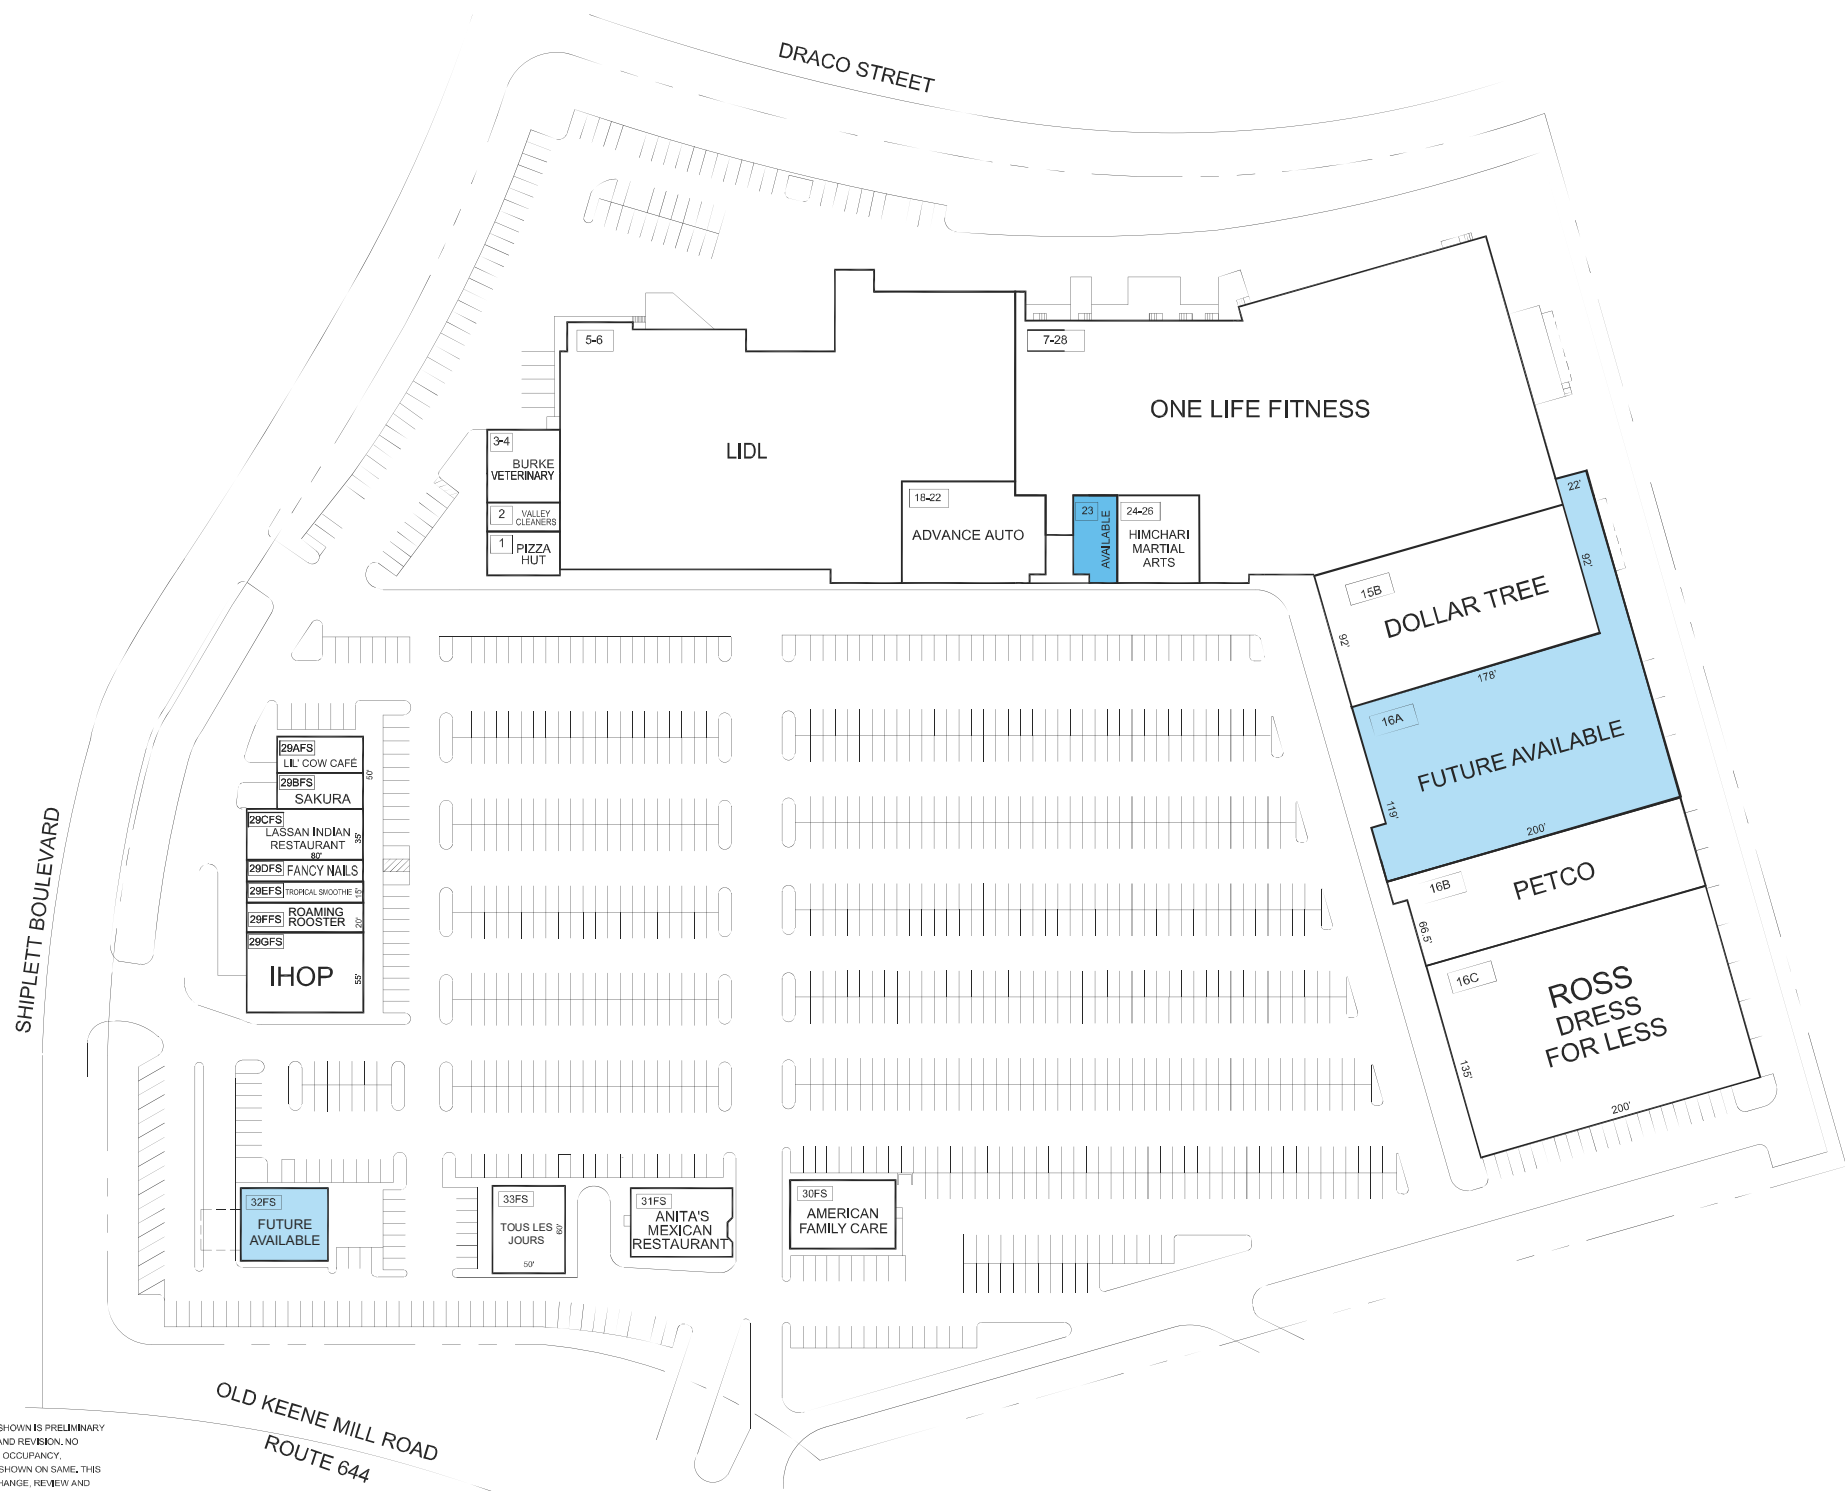 DRACO STREET
5-6
7-28
ONE LIFE FITNESS
LIDL
3-4
BURKE
VETERINARY
2
VALLEY
CLEANERS
1
PIZZA
HUT
18-22
ADVANCE AUTO
23
AVAILABLE
24-26
HIMCHARI
MARTIAL
ARTS
22'
92'
15B
DOLLAR TREE
92'
178'
16A
FUTURE AVAILABLE
119'
200'
16B
PETCO
66.5'
16C
ROSS
DRESS
FOR LESS
135'
200'
29AFS
LIL' COW CAFÉ
50'
29BFS
SAKURA
29CFS
LASSAN INDIAN
RESTAURANT
35'
80'
29DFS
FANCY NAILS
29EFS
TROPICAL SMOOTHIE
15'
29FFS
ROAMING
ROOSTER
20'
29GFS
IHOP
55'
SHIPLETT BOULEVARD
32FS
FUTURE
AVAILABLE
33FS
TOUS LES
JOURS
60'
50'
31FS
ANITA'S
MEXICAN
RESTAURANT
30FS
AMERICAN
FAMILY CARE
OLD KEENE MILL ROAD
ROUTE 644
SHOWN IS PRELIMINARY
AND REVISION. NO
OCCUPANCY,
SHOWN ON SAME. THIS
HANGE, REVIEW AND